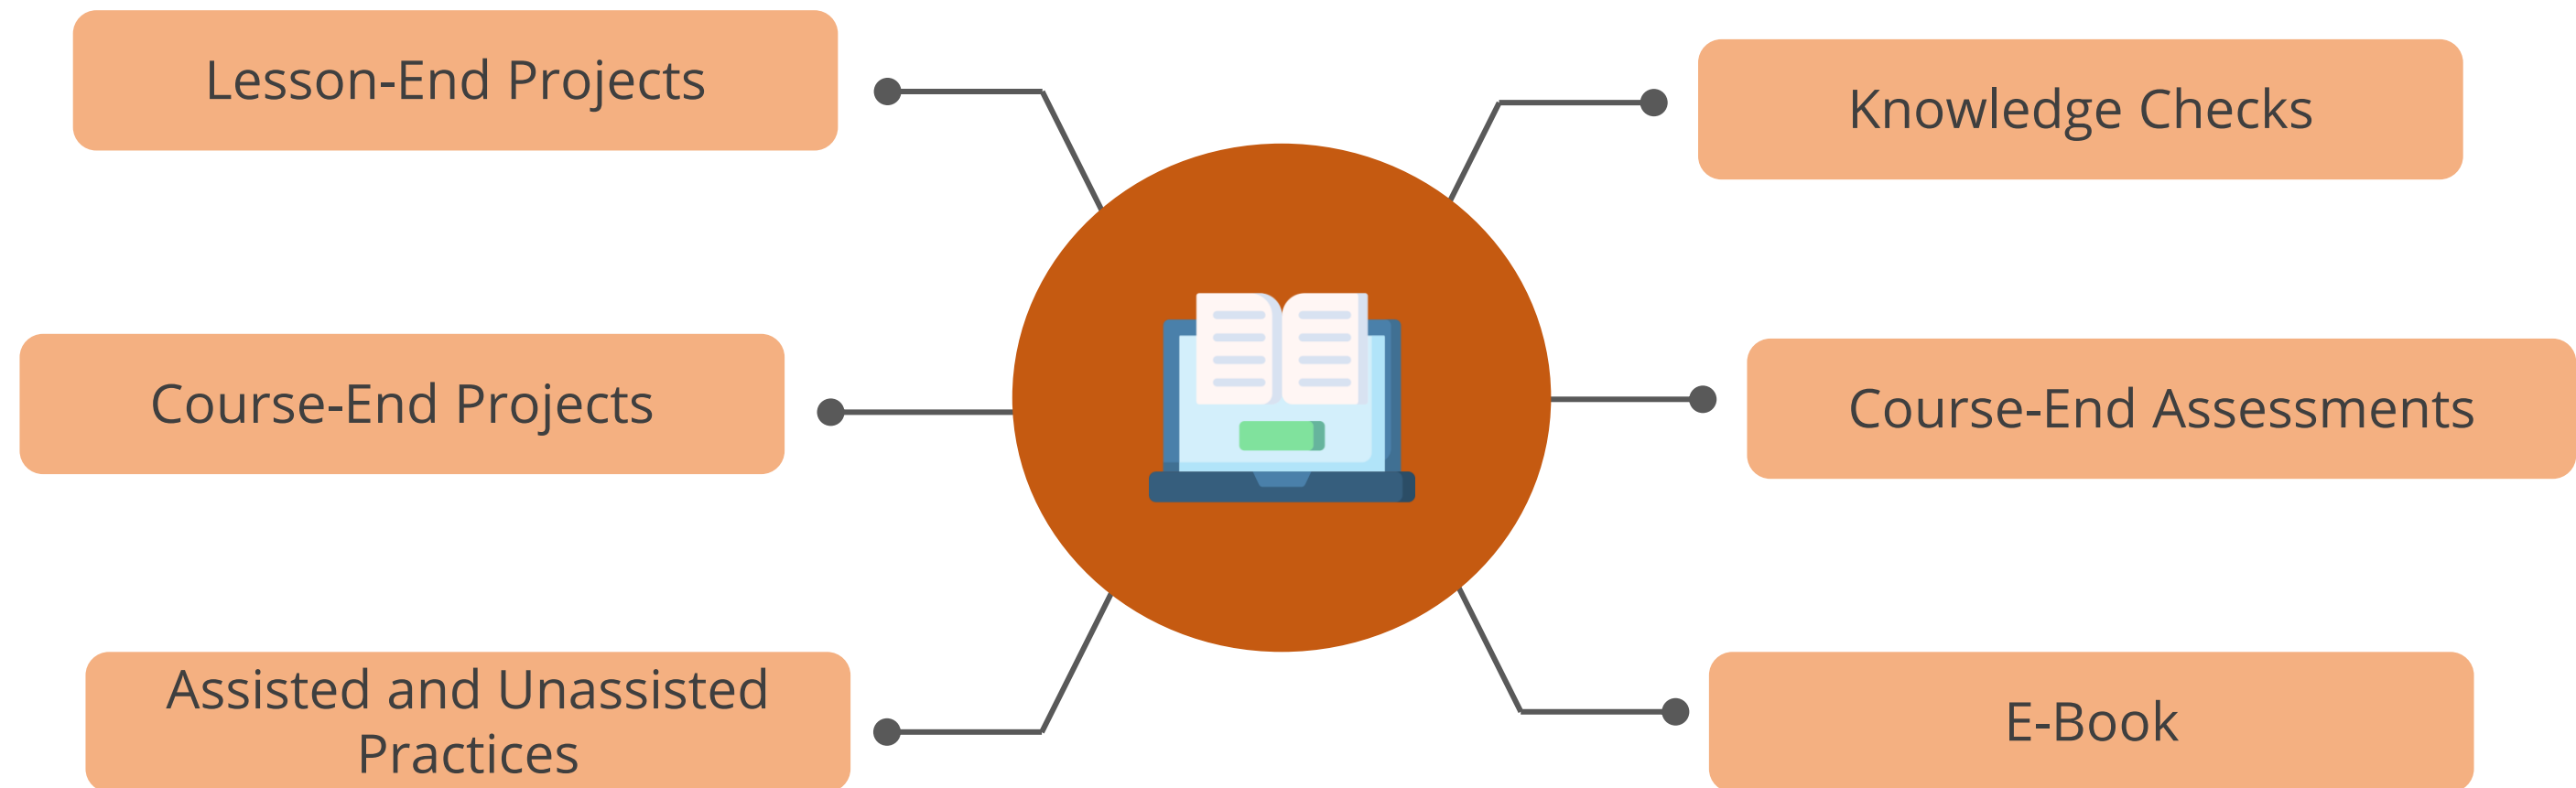 Lesson-End Projects
Knowledge Checks
Course-End Projects
Course-End Assessments
Assisted and Unassisted
Practices
E-Book